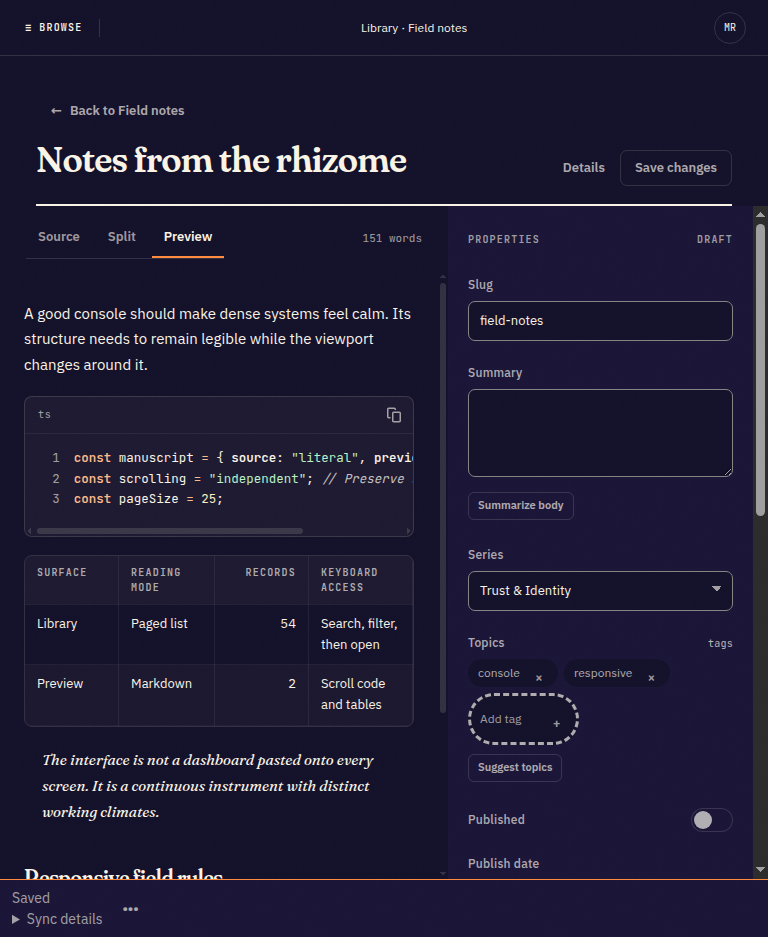 ≡ BROWSE
Library · Field notes
MR
← Back to Field notes
Notes from the rhizome
Details
Save changes
Source
Split
Preview
151 words
A good console should make dense systems feel calm. Its
structure needs to remain legible while the viewport
changes around it.
ts
1 const manuscript = { source: "literal", previ
2 const scrolling = "independent"; // Preserve
3 const pageSize = 25;
SURFACE
READING
MODE
RECORDS
KEYBOARD
ACCESS
Library
Paged list
54
Search, filter,
then open
Preview
Markdown
2
Scroll code
and tables
The interface is not a dashboard pasted onto every
screen. It is a continuous instrument with distinct
working climates.
Responsive field rules
PROPERTIES
DRAFT
Slug
field-notes
Summary
Summarize body
Series
Trust & Identity
Topics
tags
console ×
responsive ×
Add tag +
Suggest topics
Published
Publish date
Saved
▶ Sync details
•••